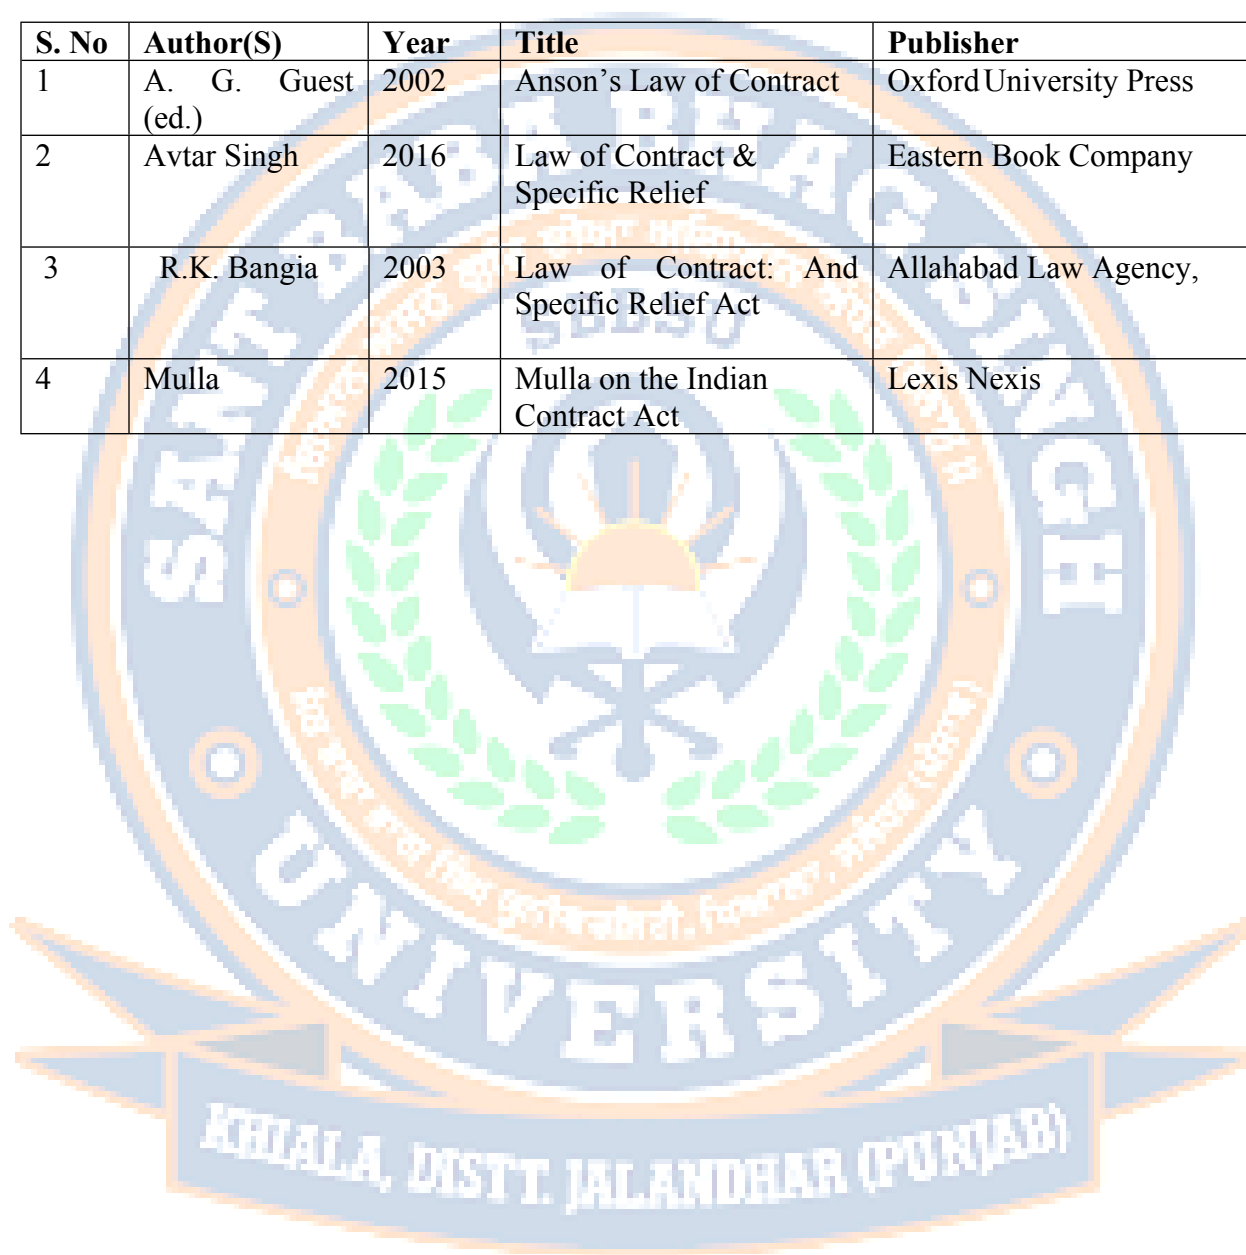 S. No Author(S) Year Title Publisher
1 A. G. Guest 2002 Anson’s Law of Contract Oxford University Press
(ed.)
2 Avtar Singh 2016 Law of Contract & Eastern Book Company
Specific Relief
3 R.K. Bangia 2003 Law of Contract: And Allahabad Law Agency,
Specific Relief Act
4 Mulla 2015 Mulla on the Indian Lexis Nexis
Contract Act
SANT BABA BHAG SINGH
SBBSU
UNIVERSITY
KHIALA, DISTT. JALANDHAR (PUNJAB)